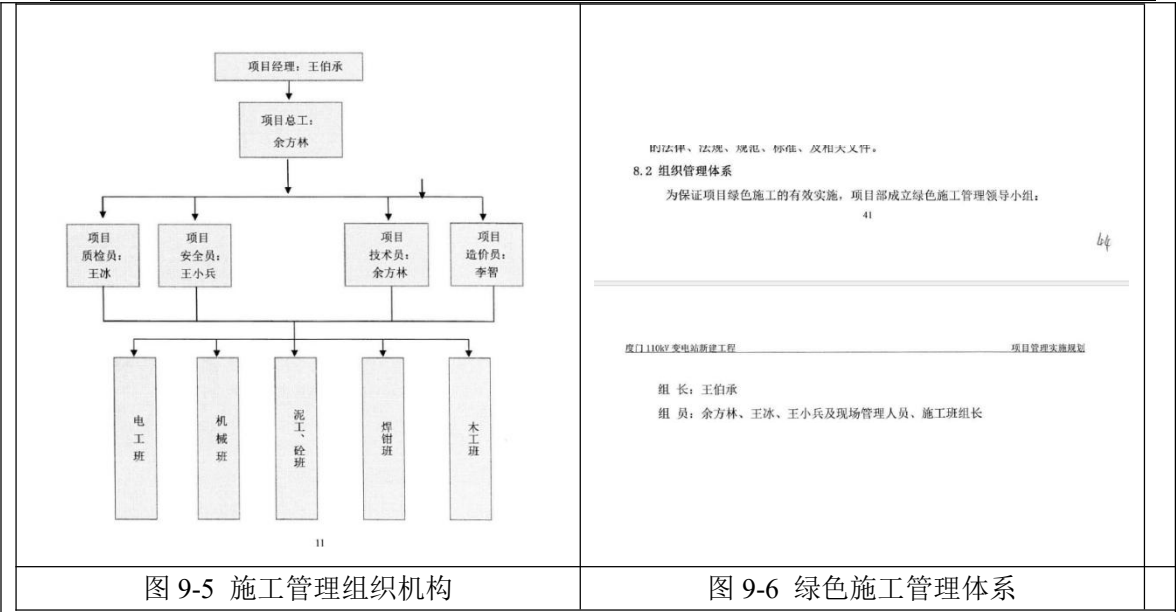 项目经理：王伯承
项目总工：
余方林
项目
质检员：
王冰
项目
安全员：
王小兵
项目
技术员：
余方林
项目
造价员：
李智
电工班
机械班
泥工、砼班
焊钳班
木工班
11
图 9-5 施工管理组织机构
的法律、法规、规范、标准、及相关文件。
8.2 组织管理体系
为保证项目绿色施工的有效实施，项目部成立绿色施工管理领导小组：
41
44
度门 110kV 变电站新建工程
项目管理实施规划
组 长：王伯承
组 员：余方林、王冰、王小兵及现场管理人员、施工班组长
图 9-6 绿色施工管理体系